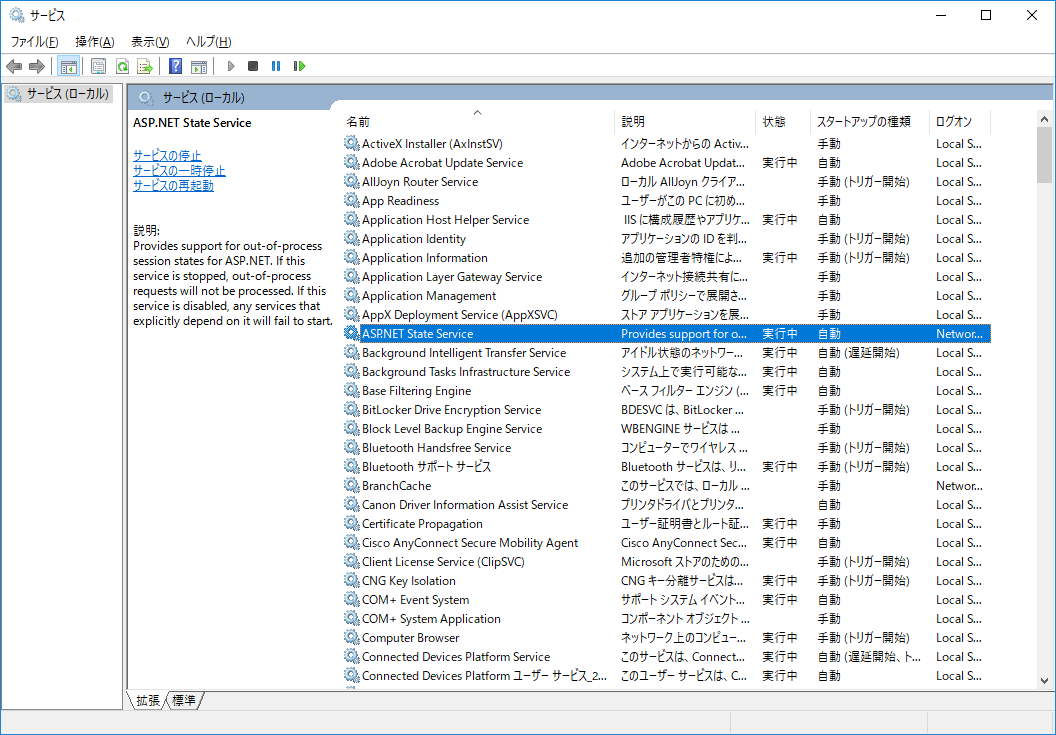 サービス
ファイル(F) 操作(A) 表示(V) ヘルプ(H)
サービス (ローカル)
サービス (ローカル)
ASP.NET State Service
サービスの停止
サービスの一時停止
サービスの再起動
説明:
Provides support for out-of-process
session states for ASP.NET. If this
service is stopped, out-of-process
requests will not be processed. If this
service is disabled, any services that
explicitly depend on it will fail to start.
名前 説明 状態 スタートアップの種類 ログオン
ActiveX Installer (AxInstSV) インターネットからの Activ... 手動 Local S...
Adobe Acrobat Update Service Adobe Acrobat Updat... 実行中 自動 Local S...
AllJoyn Router Service ローカル AllJoyn クライア... 手動 (トリガー開始) Local S...
App Readiness ユーザーがこの PC に初め... 手動 Local S...
Application Host Helper Service IIS に構成履歴やアプリケ... 実行中 自動 Local S...
Application Identity アプリケーションの ID を判... 手動 (トリガー開始) Local S...
Application Information 追加の管理者特権によ... 実行中 手動 (トリガー開始) Local S...
Application Layer Gateway Service インターネット接続共有に... 手動 Local S...
Application Management グループ ポリシーで展開さ... 手動 Local S...
AppX Deployment Service (AppXSVC) ストア アプリケーションを展... 手動 Local S...
ASP.NET State Service Provides support for o... 実行中 自動 Networ...
Background Intelligent Transfer Service アイドル状態のネットワー... 実行中 自動 (遅延開始) Local S...
Background Tasks Infrastructure Service システム上で実行可能な... 実行中 自動 Local S...
Base Filtering Engine ベース フィルター エンジン (... 実行中 自動 Local S...
BitLocker Drive Encryption Service BDESVC は、BitLocker ... 手動 (トリガー開始) Local S...
Block Level Backup Engine Service WBENGINE サービスは ... 手動 Local S...
Bluetooth Handsfree Service コンピューターでワイヤレス ... 手動 (トリガー開始) Local S...
Bluetooth サポート サービス Bluetooth サービスは、リ... 実行中 手動 (トリガー開始) Local S...
BranchCache このサービスでは、ローカル ... 手動 Networ...
Canon Driver Information Assist Service プリンタドライバとプリンタ... 自動 Local S...
Certificate Propagation ユーザー証明書とルート証... 実行中 手動 Local S...
Cisco AnyConnect Secure Mobility Agent Cisco AnyConnect Sec... 実行中 自動 Local S...
Client License Service (ClipSVC) Microsoft ストアのための... 手動 (トリガー開始) Local S...
CNG Key Isolation CNG キー分離サービスは... 実行中 手動 (トリガー開始) Local S...
COM+ Event System サポート システム イベント... 実行中 自動 Local S...
COM+ System Application コンポーネント オブジェクト ... 手動 Local S...
Computer Browser ネットワーク上のコンピュー... 実行中 手動 (トリガー開始) Local S...
Connected Devices Platform Service このサービスは、Connect... 実行中 自動 (遅延開始、ト... Local S...
Connected Devices Platform ユーザー サービス_2... このユーザー サービスは、C... 実行中 自動 Local S...
拡張 標準